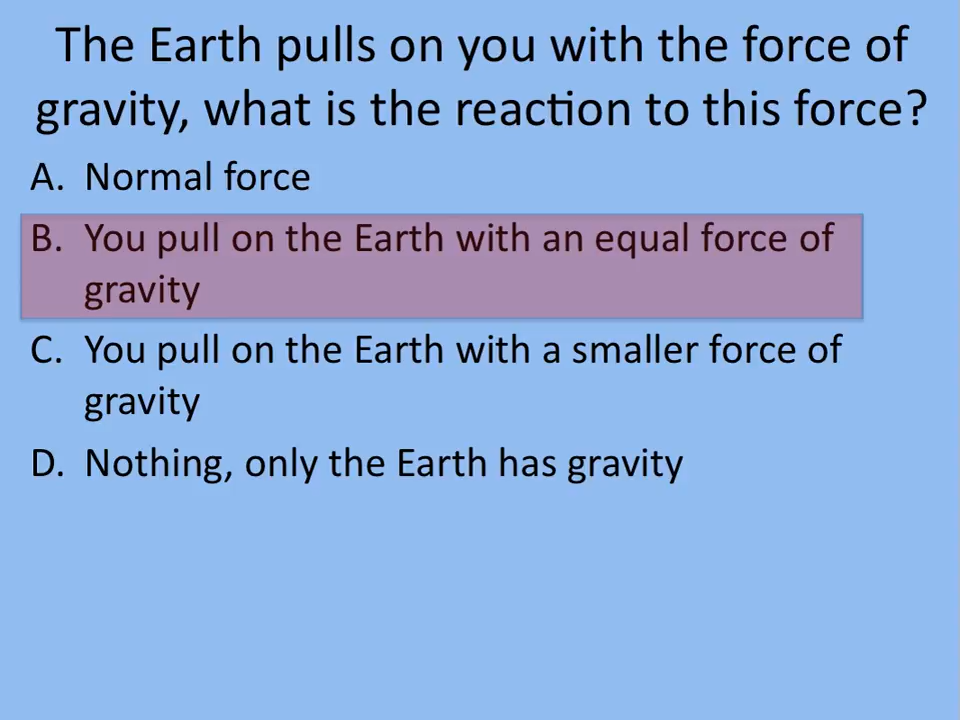 The Earth pulls on you with the force of
gravity, what is the reaction to this force?
A. Normal force
B. You pull on the Earth with an equal force of
gravity
C. You pull on the Earth with a smaller force of
gravity
D. Nothing, only the Earth has gravity